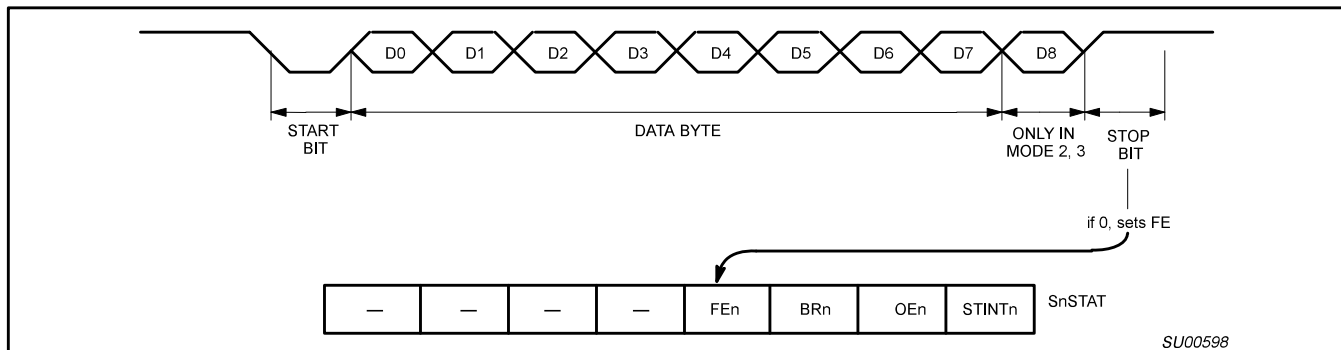 D0 D1 D2 D3 D4 D5 D6 D7 D8
START
BIT
DATA BYTE
ONLY IN
MODE 2, 3
STOP
BIT
if 0, sets FE
— — — — FEn BRn OEn STINTn SnSTAT
SU00598